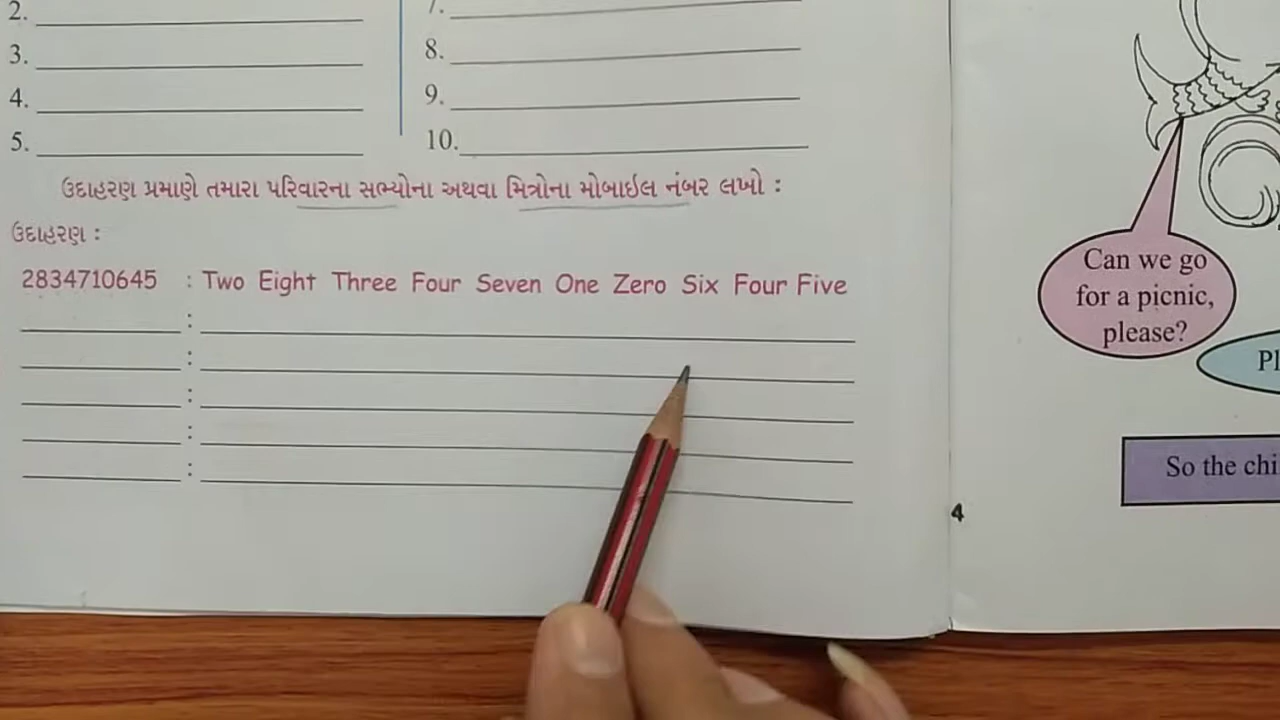 2.
3.
4.
5.
7.
8.
9.
10.
ઉદાહરણ પ્રમાણે તમારા પરિવારના સભ્યોના અથવા મિત્રોના મોબાઈલ નંબર લખો :
ઉદાહરણ :
2834710645 : Two Eight Three Four Seven One Zero Six Four Five
:
:
:
:
:
Can we go
for a picnic,
please?
Pl
So the chi
4